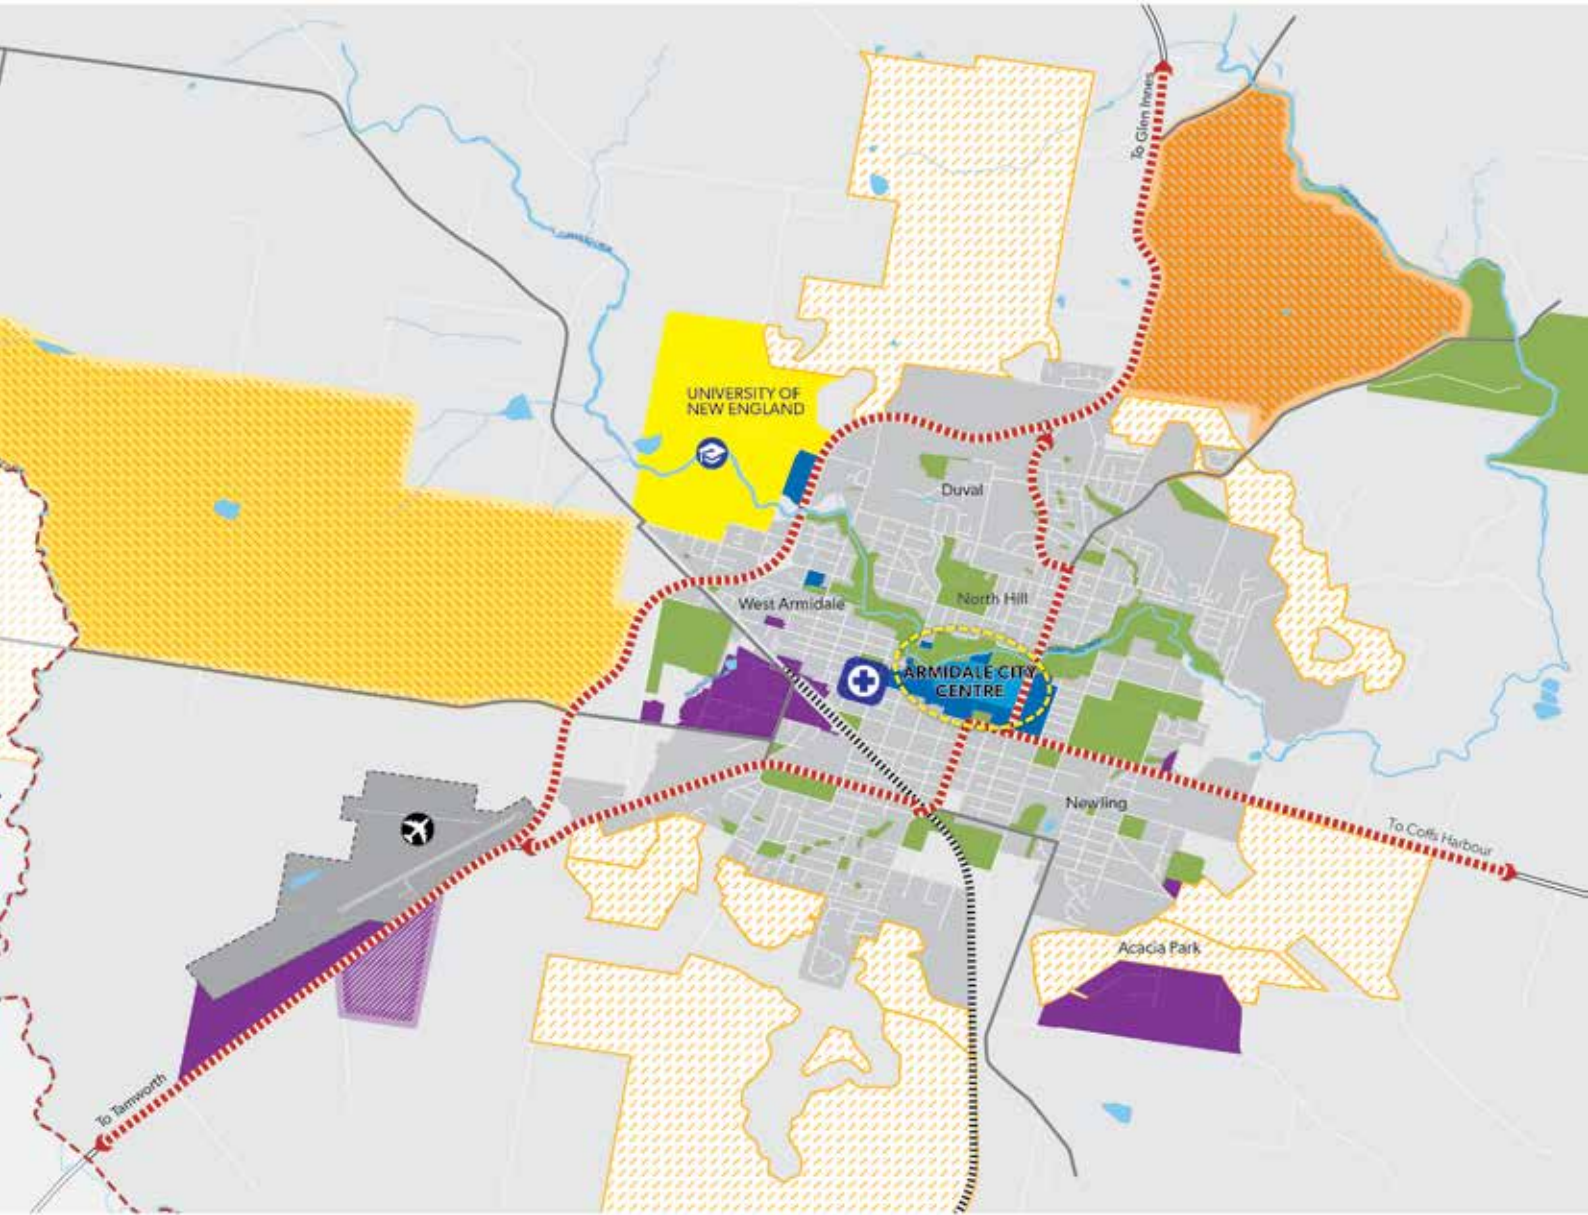 To Glen Innes
UNIVERSITY OF
NEW ENGLAND
Duval
West Armidale
North Hill
ARMIDALE CITY
CENTRE
Newling
To Coffs Harbour
Acacia Park
To Tamworth